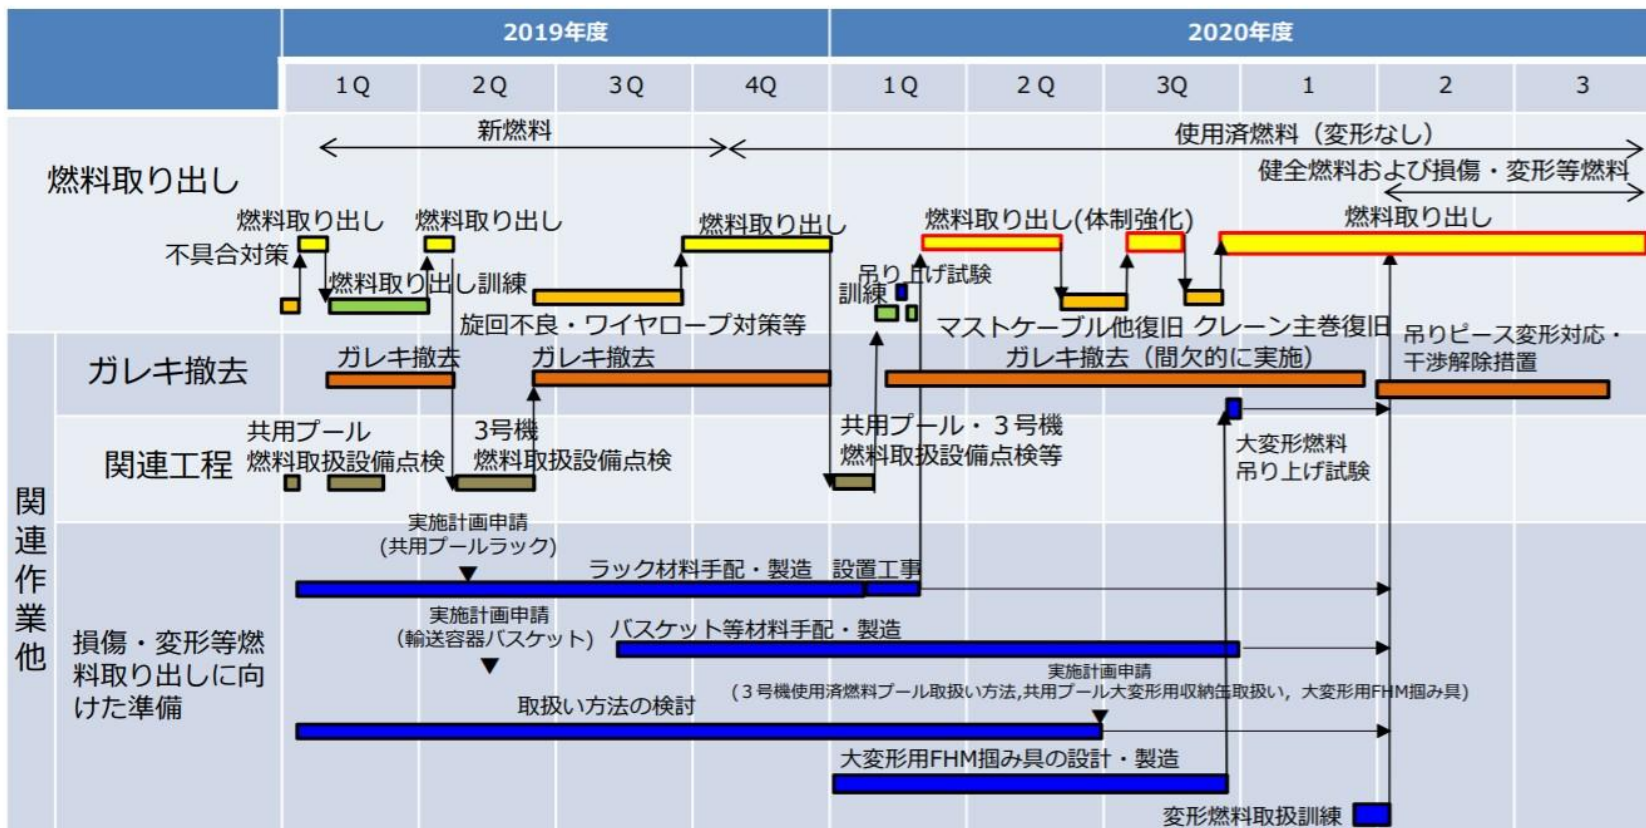 2019年度
2020年度
1Q
2Q
3Q
4Q
1Q
2Q
3Q
1
2
3
燃料取り出し
新燃料
使用済燃料（変形なし）
健全燃料および損傷・変形等燃料
燃料取り出し
燃料取り出し
燃料取り出し
燃料取り出し(体制強化)
燃料取り出し
不具合対策
燃料取り出し訓練
吊り上げ試験
訓練
旋回不良・ワイヤロープ対策等
マストケーブル他復旧
クレーン主巻復旧
関連作業他
ガレキ撤去
ガレキ撤去
ガレキ撤去
ガレキ撤去（間欠的に実施）
吊りピース変形対応・
干渉解除措置
関連工程
共用プール
燃料取扱設備点検
3号機
燃料取扱設備点検
共用プール・３号機
燃料取扱設備点検等
大変形燃料
吊り上げ試験
損傷・変形等燃
料取り出しに向
けた準備
実施計画申請
(共用プールラック)
ラック材料手配・製造
設置工事
実施計画申請
（輸送容器バスケット）
バスケット等材料手配・製造
実施計画申請
(３号機使用済燃料プール取扱い方法,共用プール大変形用収納缶取扱い，大変形用FHM掴み具)
取扱い方法の検討
大変形用FHM掴み具の設計・製造
変形燃料取扱訓練